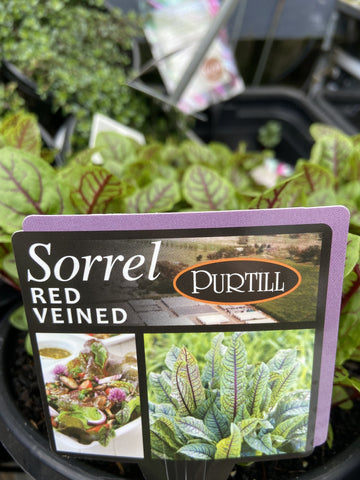 Sorrel
RED
VEINED
PURTILL